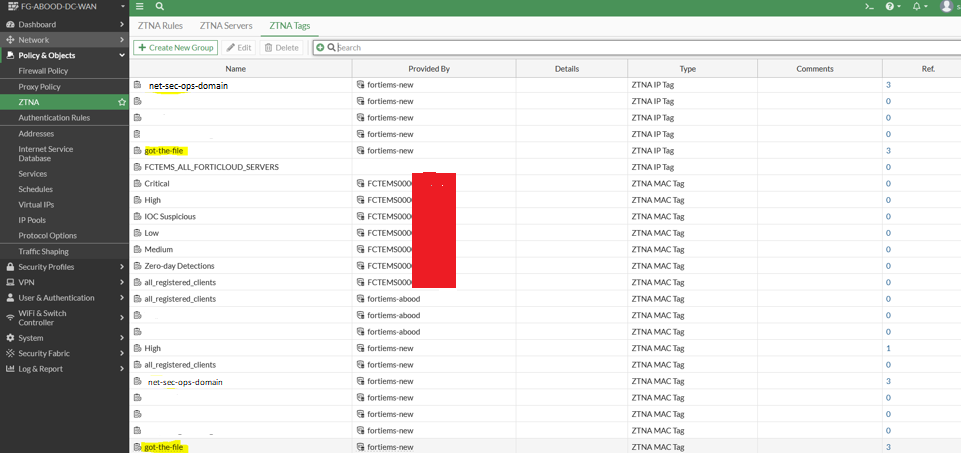 FG-ABOOD-DC-WAN
Dashboard
Network
Policy & Objects
Firewall Policy
Proxy Policy
ZTNA
Authentication Rules
Addresses
Internet Service
Database
Services
Schedules
Virtual IPs
IP Pools
Protocol Options
Traffic Shaping
Security Profiles
VPN
User & Authentication
WiFi & Switch
Controller
System
Security Fabric
Log & Report
ZTNA Rules ZTNA Servers ZTNA Tags
+ Create New Group Edit Delete Search
Name Provided By Details Type Comments Ref.
net-sec-ops-domain fortiems-new ZTNA IP Tag 3
fortiems-new ZTNA IP Tag 0
fortiems-new ZTNA IP Tag 0
fortiems-new ZTNA IP Tag 0
got-the-file fortiems-new ZTNA IP Tag 3
FCTEMS_ALL_FORTICLOUD_SERVERS ZTNA IP Tag 0
Critical FCTEMS000 ZTNA MAC Tag 0
High FCTEMS000 ZTNA MAC Tag 0
IOC Suspicious FCTEMS000 ZTNA MAC Tag 0
Low FCTEMS000 ZTNA MAC Tag 0
Medium FCTEMS000 ZTNA MAC Tag 0
Zero-day Detections FCTEMS000 ZTNA MAC Tag 0
all_registered_clients FCTEMS000 ZTNA MAC Tag 0
all_registered_clients fortiems-abood ZTNA MAC Tag 0
fortiems-abood ZTNA MAC Tag 0
fortiems-abood ZTNA MAC Tag 0
High fortiems-new ZTNA MAC Tag 1
all_registered_clients fortiems-new ZTNA MAC Tag 0
net-sec-ops-domain fortiems-new ZTNA MAC Tag 3
fortiems-new ZTNA MAC Tag 0
fortiems-new ZTNA MAC Tag 0
fortiems-new ZTNA MAC Tag 0
got-the-file fortiems-new ZTNA MAC Tag 3